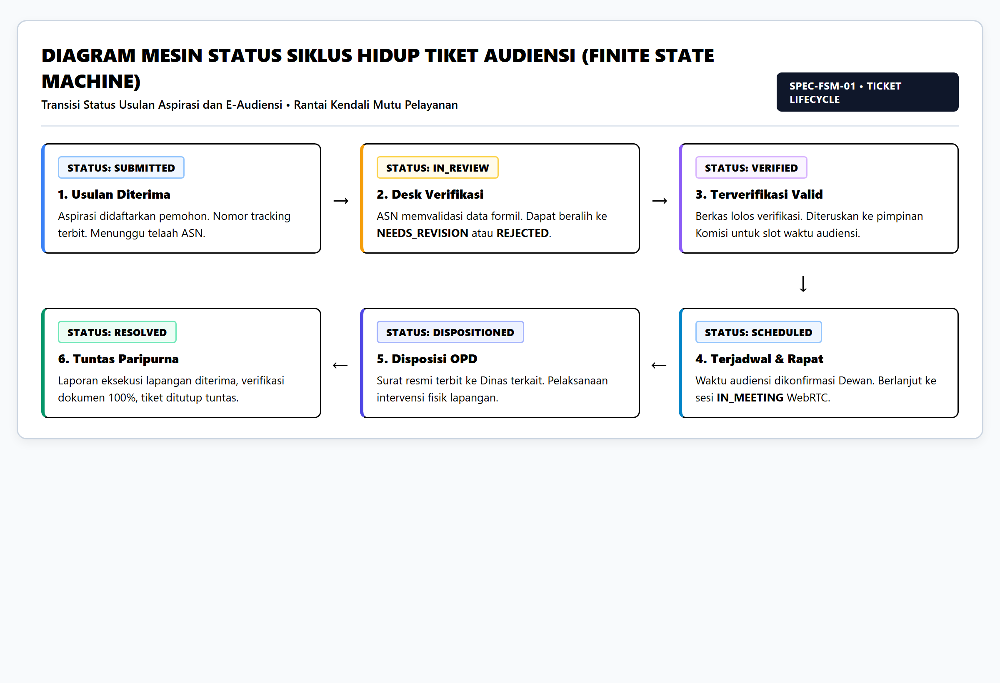 DIAGRAM MESIN STATUS SIKLUS HIDUP TIKET AUDIENSI (FINITE STATE
MACHINE)
Transisi Status Usulan Aspirasi dan E-Audiensi • Rantai Kendali Mutu Pelayanan
SPEC-FSM-01 • TICKET
LIFECYCLE
STATUS: SUBMITTED
1. Usulan Diterima
Aspirasi didaftarkan pemohon. Nomor tracking
terbit. Menunggu telaah ASN.
→
STATUS: IN_REVIEW
2. Desk Verifikasi
ASN memvalidasi data formil. Dapat beralih ke
NEEDS_REVISION atau REJECTED.
→
STATUS: VERIFIED
3. Terverifikasi Valid
Berkas lolos verifikasi. Diteruskan ke pimpinan
Komisi untuk slot waktu audiensi.
↓
STATUS: RESOLVED
6. Tuntas Paripurna
Laporan eksekusi lapangan diterima, verifikasi
dokumen 100%, tiket ditutup tuntas.
←
STATUS: DISPOSITIONED
5. Disposisi OPD
Surat resmi terbit ke Dinas terkait. Pelaksanaan
intervensi fisik lapangan.
←
STATUS: SCHEDULED
4. Terjadwal & Rapat
Waktu audiensi dikonfirmasi Dewan. Berlanjut ke
sesi IN_MEETING WebRTC.